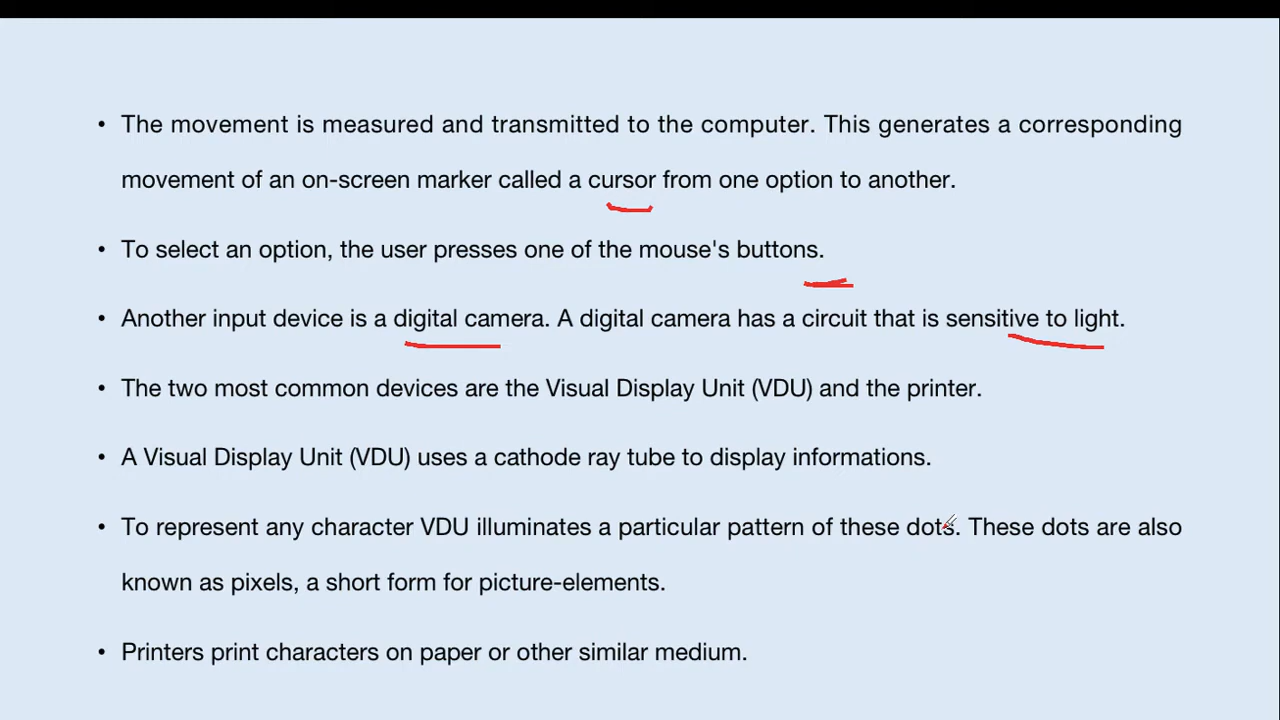 • The movement is measured and transmitted to the computer. This generates a corresponding
movement of an on-screen marker called a cursor from one option to another.
• To select an option, the user presses one of the mouse's buttons.
• Another input device is a digital camera. A digital camera has a circuit that is sensitive to light.
• The two most common devices are the Visual Display Unit (VDU) and the printer.
• A Visual Display Unit (VDU) uses a cathode ray tube to display informations.
• To represent any character VDU illuminates a particular pattern of these dots. These dots are also
known as pixels, a short form for picture-elements.
• Printers print characters on paper or other similar medium.